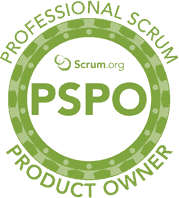 PROFESSIONAL SCRUM
Scrum.org
PSPO
PRODUCT OWNER